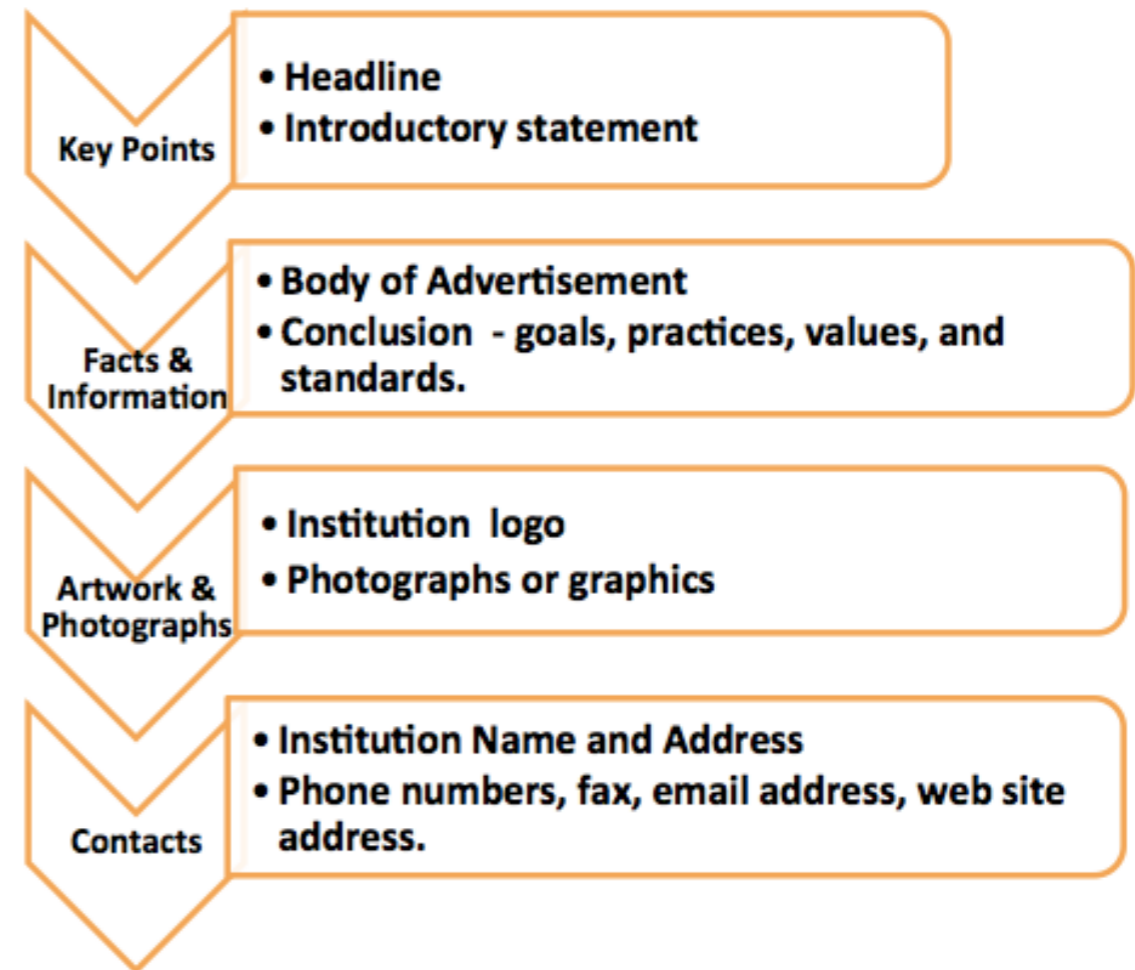 Key Points
• Headline
• Introductory statement
Facts &
Information
• Body of Advertisement
• Conclusion - goals, practices, values, and
standards.
Artwork &
Photographs
• Institution logo
• Photographs or graphics
Contacts
• Institution Name and Address
• Phone numbers, fax, email address, web site
address.